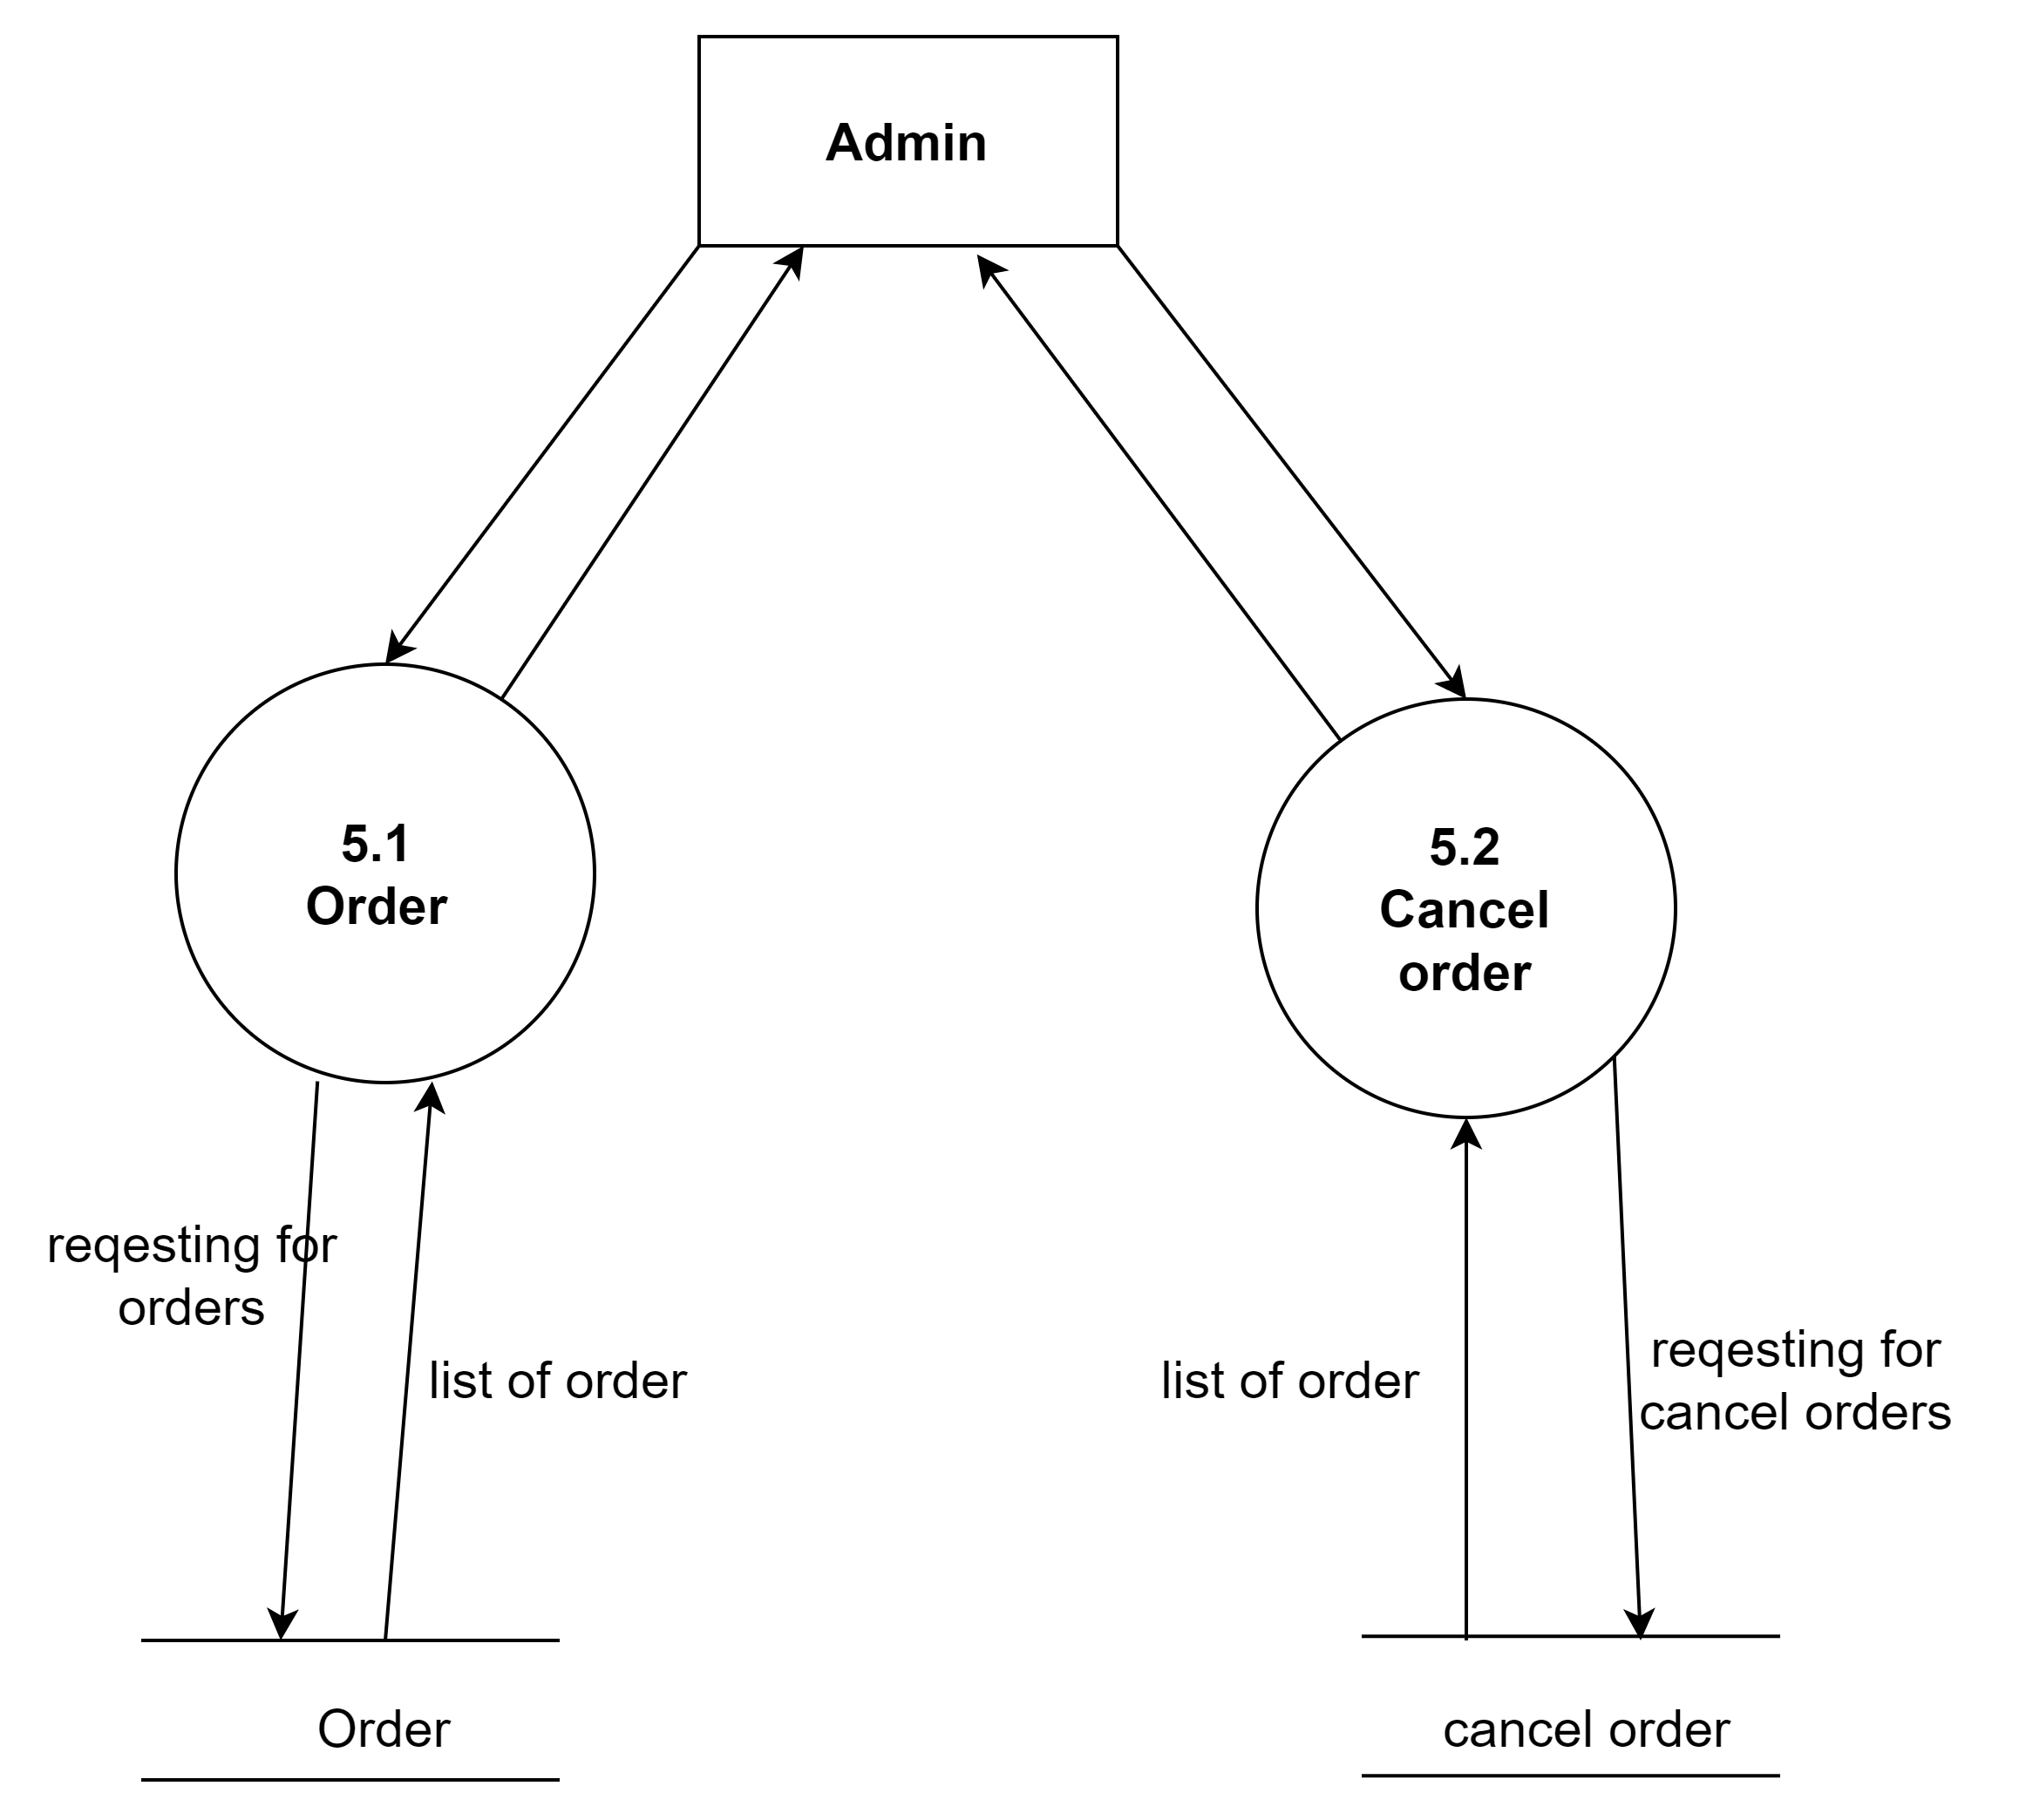 Admin
5.1
Order
5.2
Cancel
order
reqesting for
orders
list of order
list of order
reqesting for
cancel orders
Order
cancel order